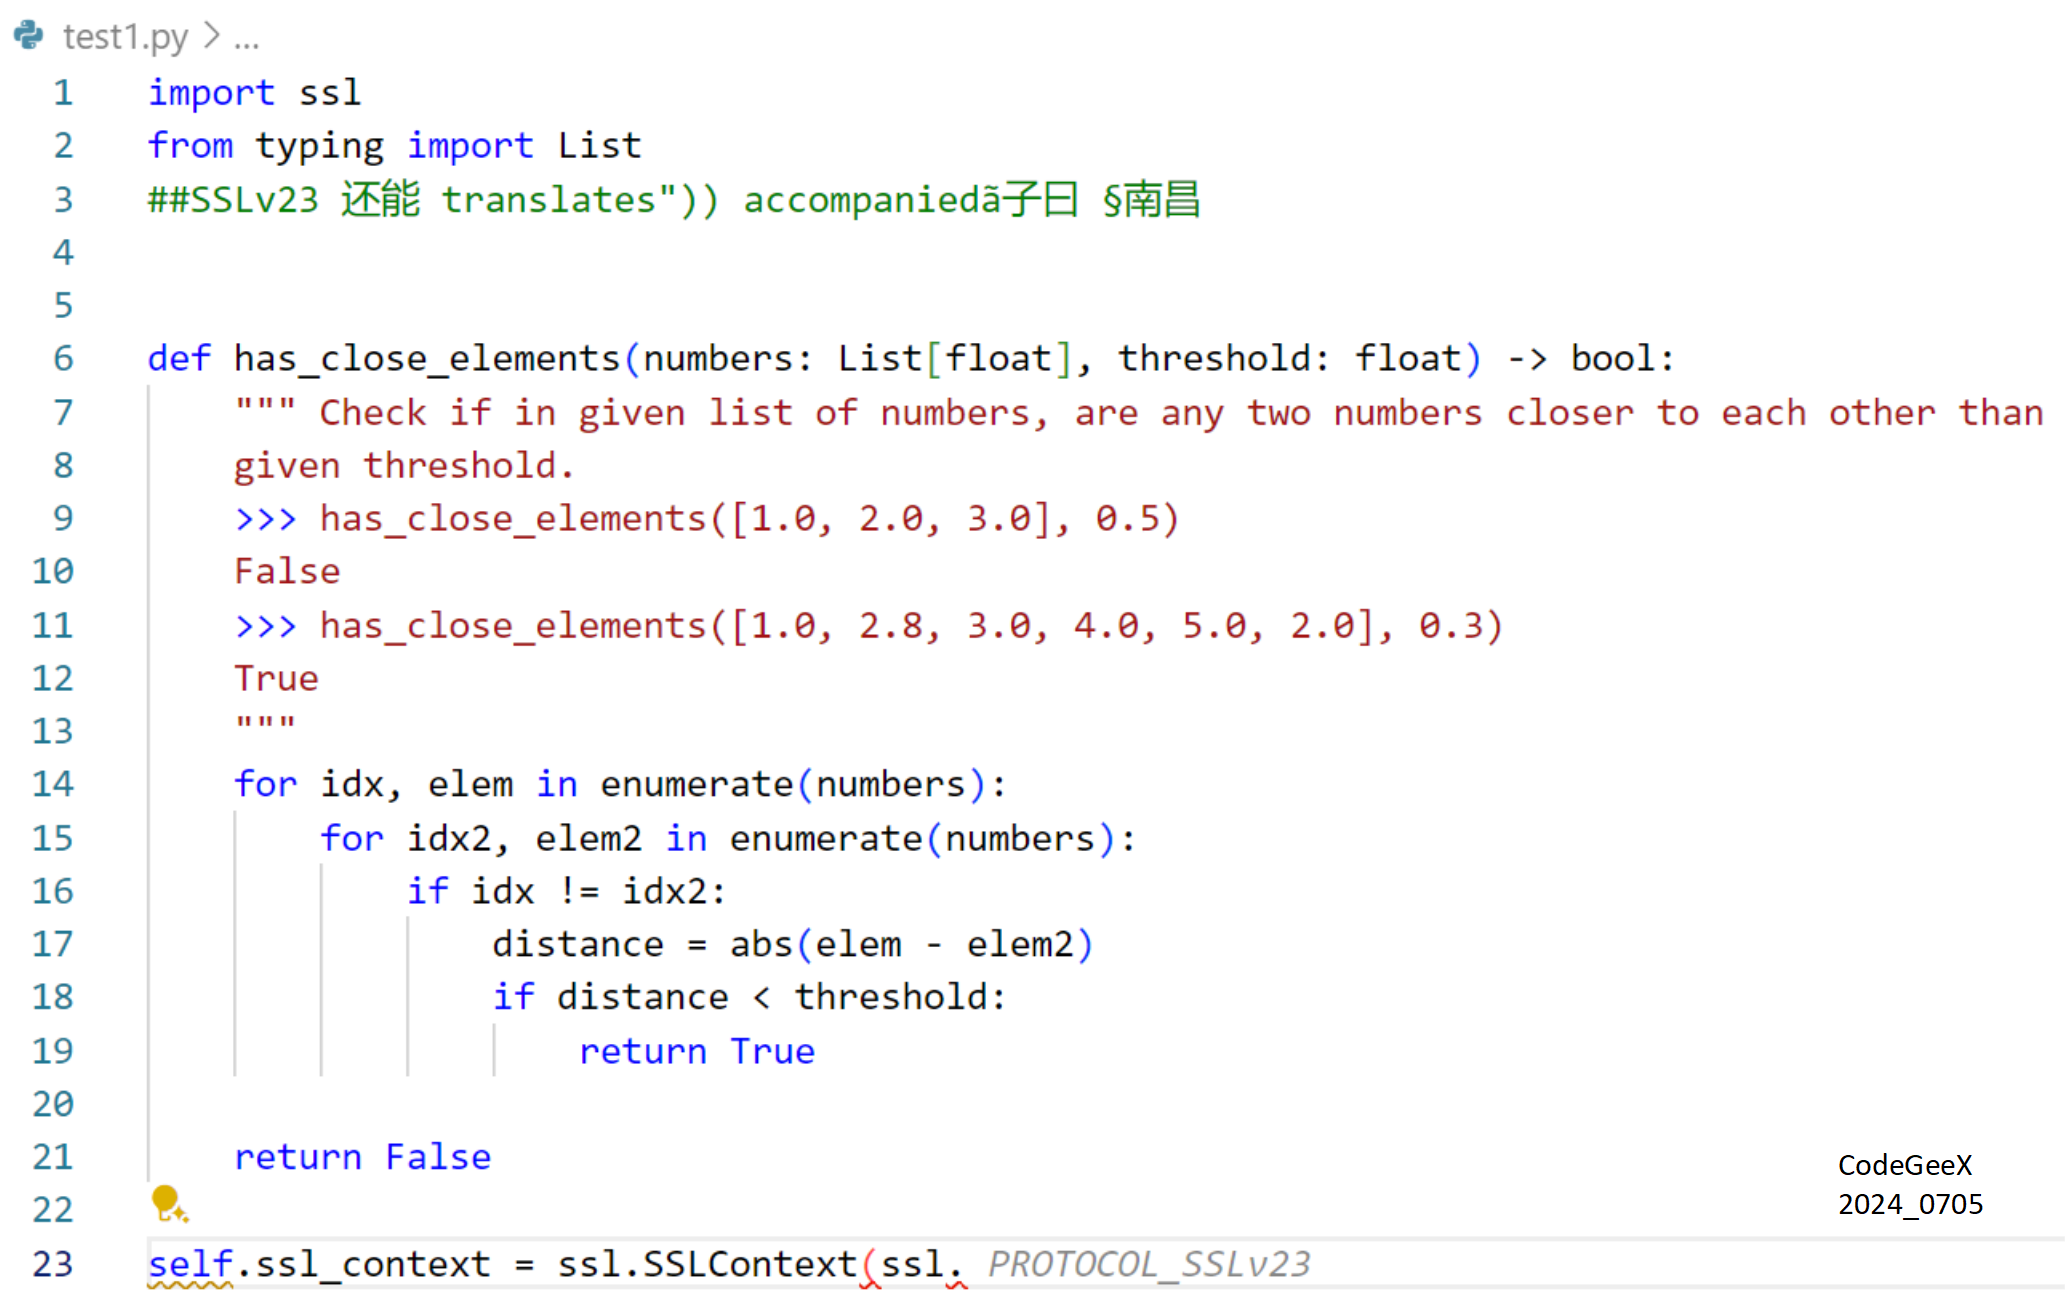 test1.py > ...
1 import ssl
2 from typing import List
3 ##SSLv23 还能 translates")) accompaniedã子曰 §南昌
4
5
6 def has_close_elements(numbers: List[float], threshold: float) -> bool:
7     """ Check if in given list of numbers, are any two numbers closer to each other than
8     given threshold.
9     >>> has_close_elements([1.0, 2.0, 3.0], 0.5)
10     False
11     >>> has_close_elements([1.0, 2.8, 3.0, 4.0, 5.0, 2.0], 0.3)
12     True
13     """
14     for idx, elem in enumerate(numbers):
15         for idx2, elem2 in enumerate(numbers):
16             if idx != idx2:
17                 distance = abs(elem - elem2)
18                 if distance < threshold:
19                     return True
20
21     return False
CodeGeeX
22
2024_0705
23 self.ssl_context = ssl.SSLContext(ssl. PROTOCOL_SSLv23